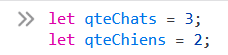 let qteChats = 3;
let qteChiens = 2;